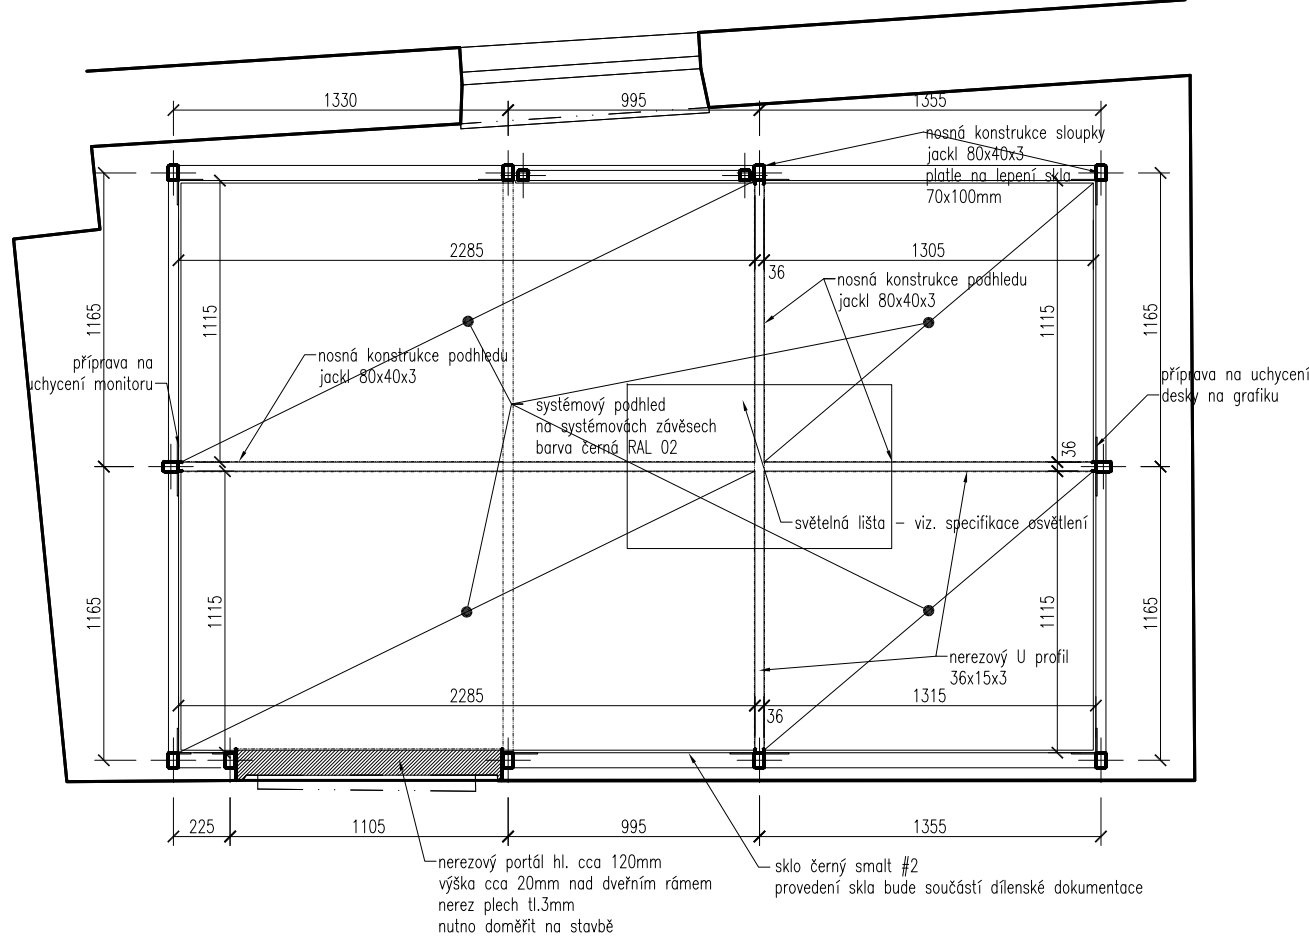 1330
995
1355
nosná konstrukce sloupky
jackl 80x40x3
platle na lepení skla
70x100mm
2285
1305
36
nosná konstrukce podhledu
jackl 80x40x3
1165
1115
1115
1165
příprava na
uchycení monitoru
nosná konstrukce podhledu
jackl 80x40x3
příprava na uchycení
desky na grafiku
systémový podhled
na systémovách závěsech
barva černá RAL 02
36
světelná lišta – viz. specifikace osvětlení
1165
1115
1115
1165
nerezový U profil
36x15x3
2285
1315
36
225
1105
995
1355
nerezový portál hl. cca 120mm
výška cca 20mm nad dveřním rámem
nerez plech tl.3mm
nutno doměřit na stavbě
sklo černý smalt #2
provedení skla bude součástí dílenské dokumentace